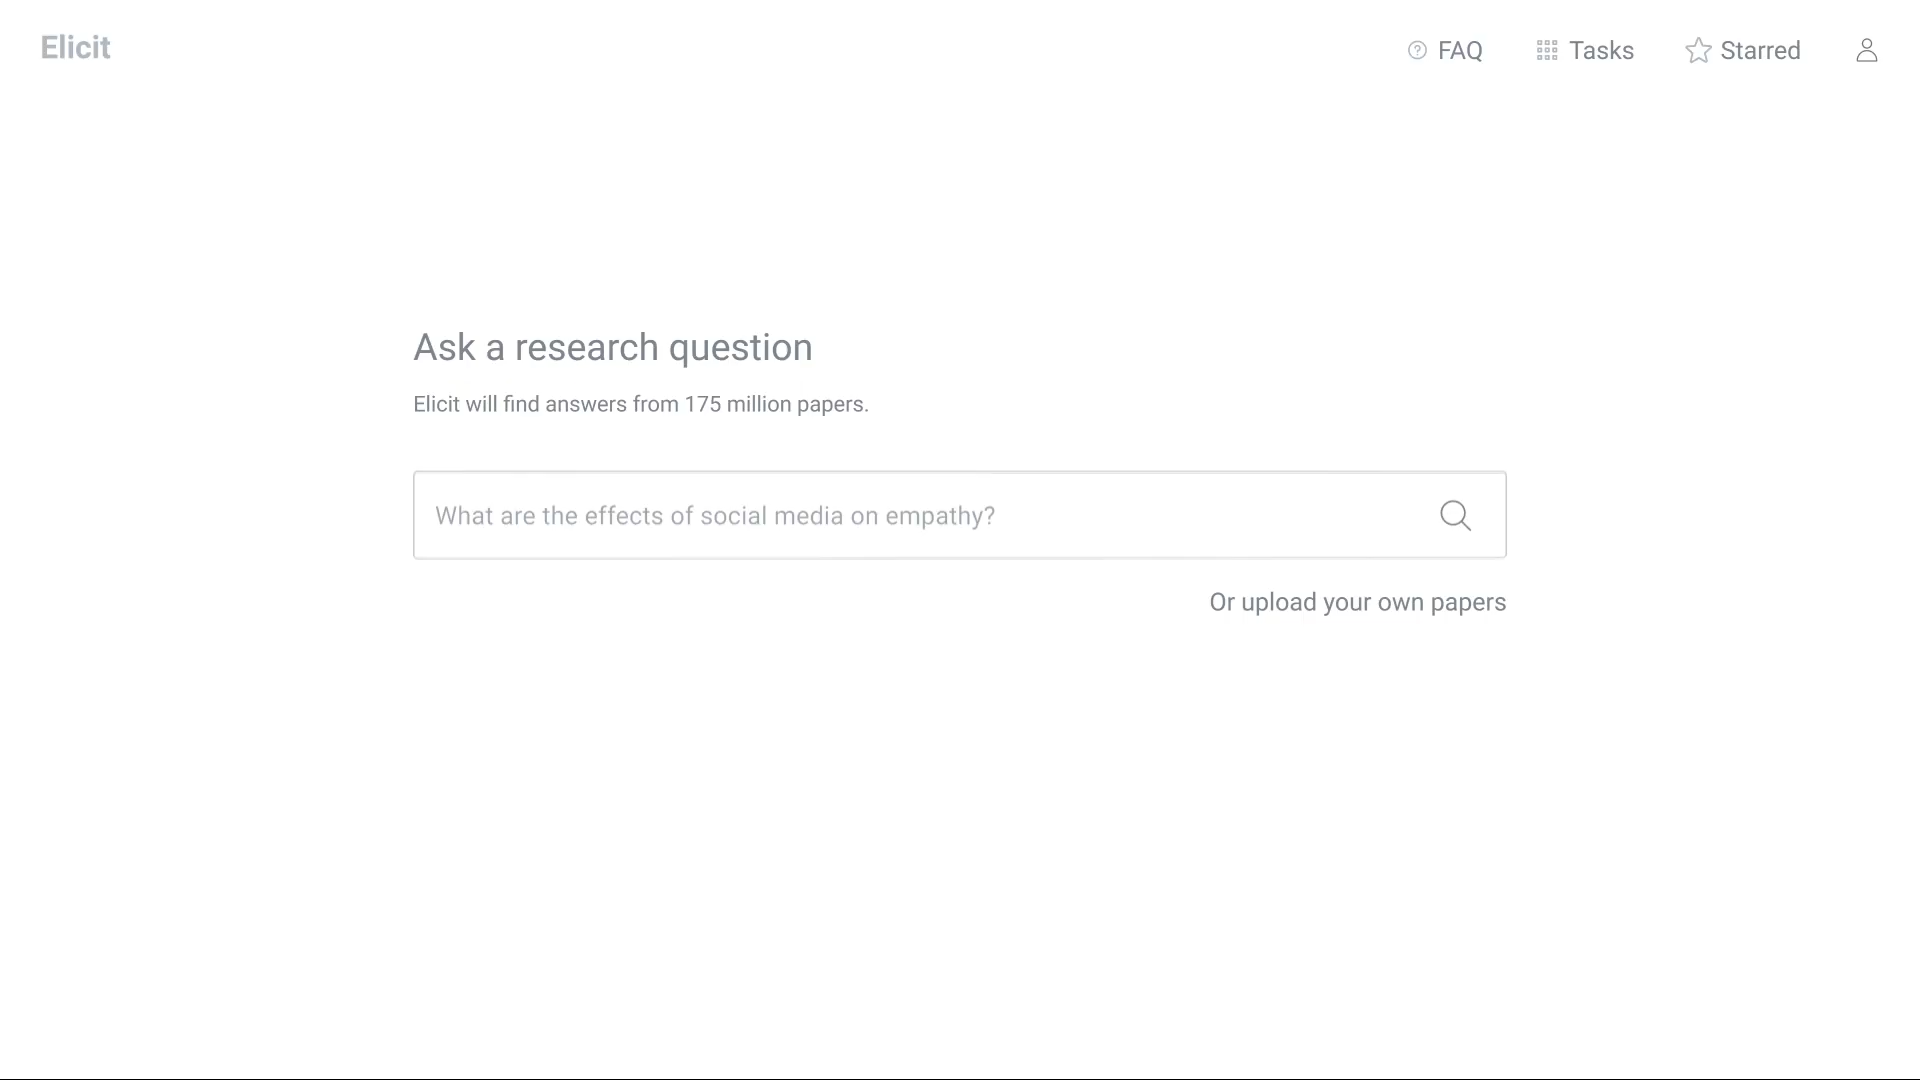 Elicit
FAQ
Tasks
Starred
Ask a research question
Elicit will find answers from 175 million papers.
What are the effects of social media on empathy?
Or upload your own papers